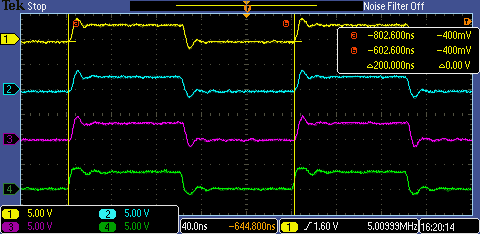 Tek Stop Noise Filter Off
T
a b T
1
a -802.600ns -400mV
b -602.600ns -400mV
△200.000ns △0.00 V
2
3
4
1 5.00 V 2 5.00 V
3 5.00 V 4 5.00 V
40.0ns -644.800ns
1 ∫ 1.60 V 5.00999MHz
16:20:14